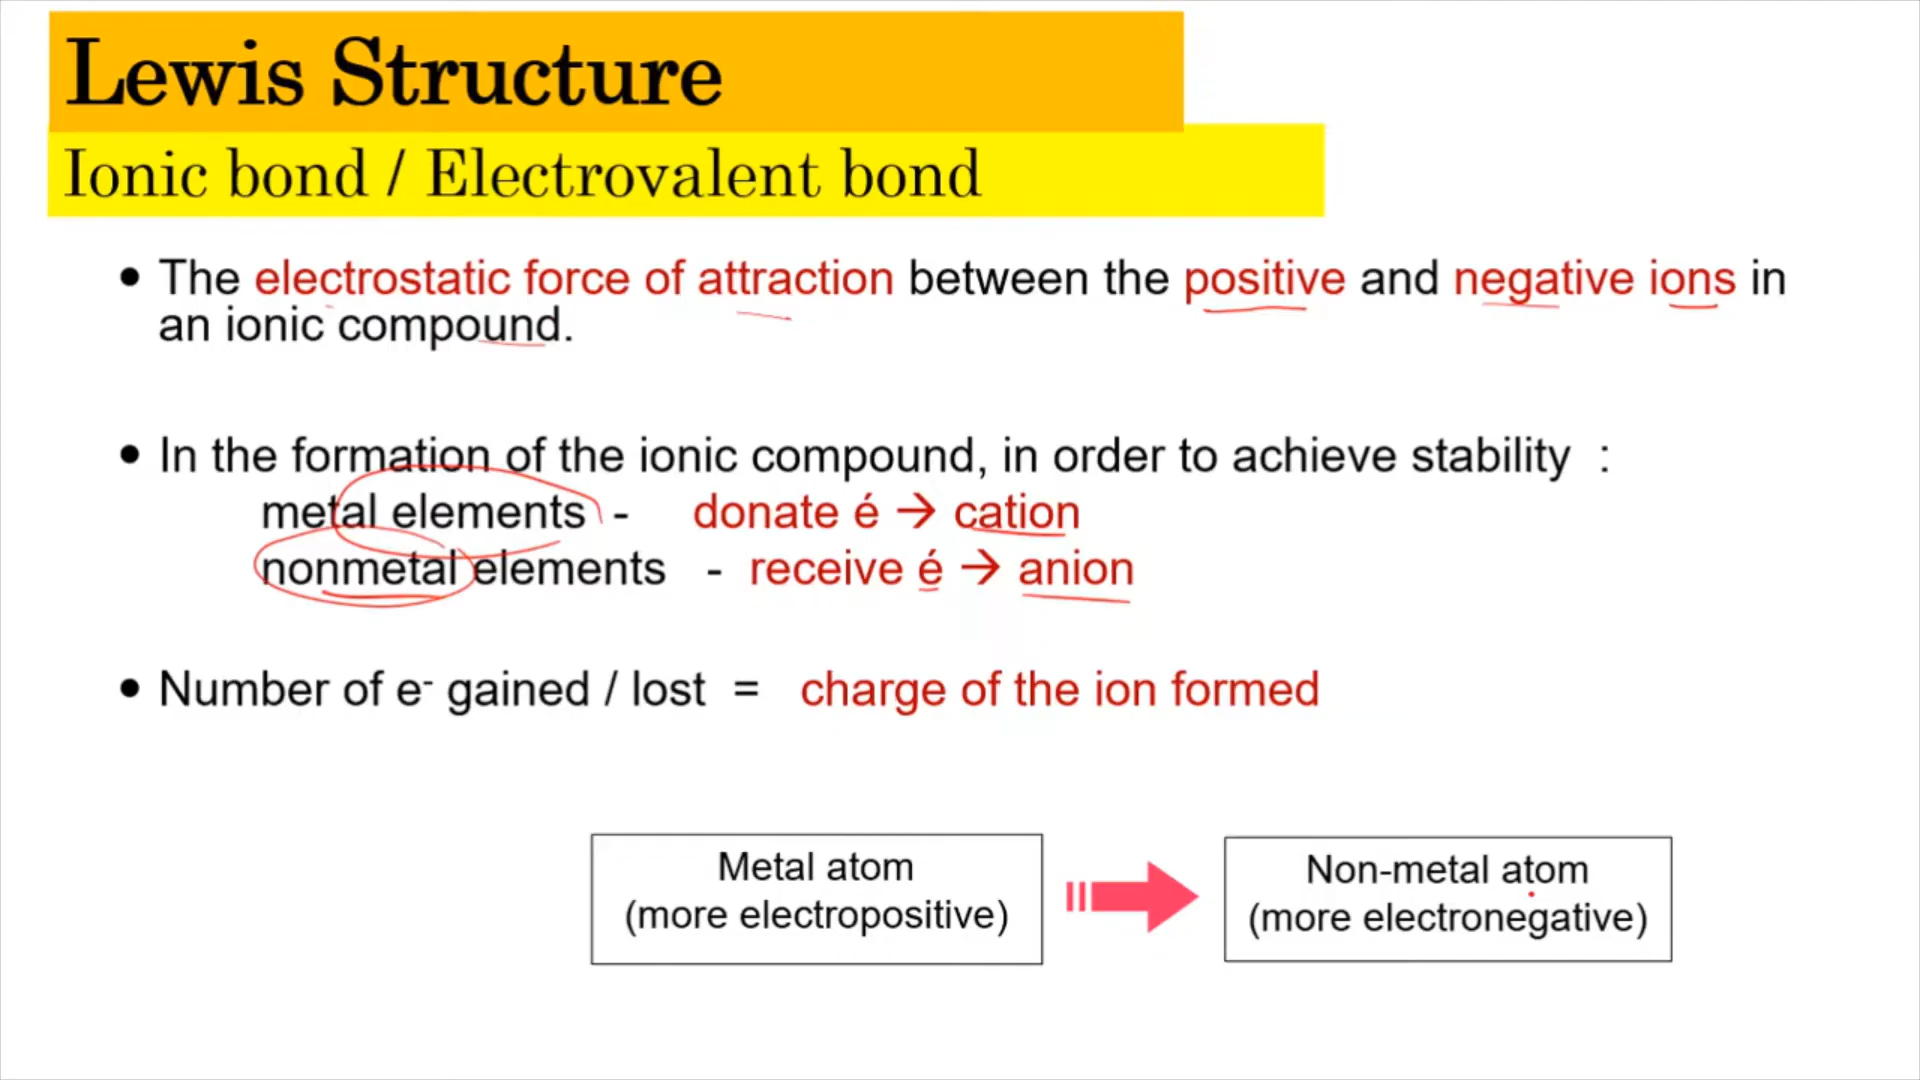 Lewis Structure
Ionic bond / Electrovalent bond
• The electrostatic force of attraction between the positive and negative ions in
an ionic compound.
• In the formation of the ionic compound, in order to achieve stability :
metal elements - donate é → cation
nonmetal elements - receive é → anion
• Number of e⁻ gained / lost = charge of the ion formed
Metal atom
(more electropositive)
Non-metal atom
(more electronegative)